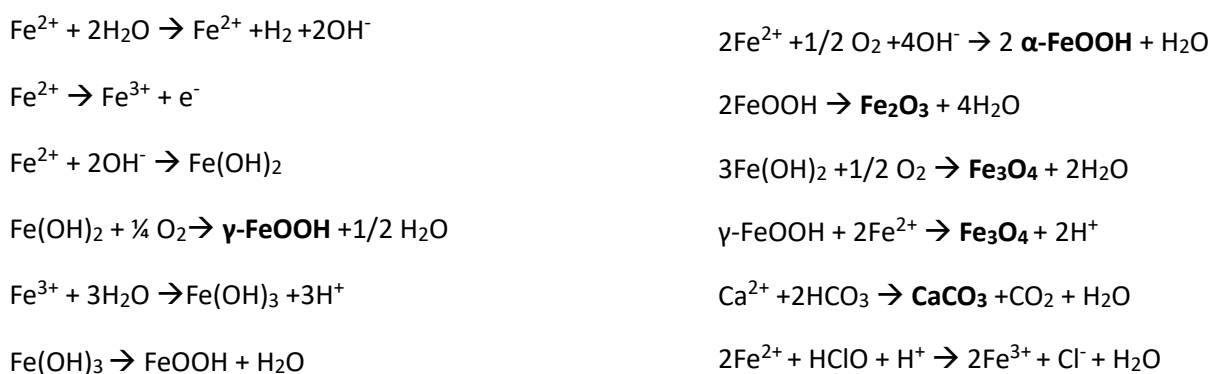 Fe²⁺ + 2H₂O → Fe²⁺ +H₂ +2OH⁻
Fe²⁺ → Fe³⁺ + e⁻
Fe²⁺ + 2OH⁻ → Fe(OH)₂
Fe(OH)₂ + ¼ O₂→ γ-FeOOH +1/2 H₂O
Fe³⁺ + 3H₂O →Fe(OH)₃ +3H⁺
Fe(OH)₃ → FeOOH + H₂O
2Fe²⁺ +1/2 O₂ +4OH⁻→ 2 α-FeOOH + H₂O
2FeOOH → Fe₂O₃ + 4H₂O
3Fe(OH)₂ +1/2 O₂ → Fe₃O₄ + 2H₂O
γ-FeOOH + 2Fe²⁺ → Fe₃O₄ + 2H⁺
Ca²⁺ +2HCO₃ → CaCO₃ +CO₂ + H₂O
2Fe²⁺ + HClO + H⁺ → 2Fe³⁺ + Cl⁻ + H₂O